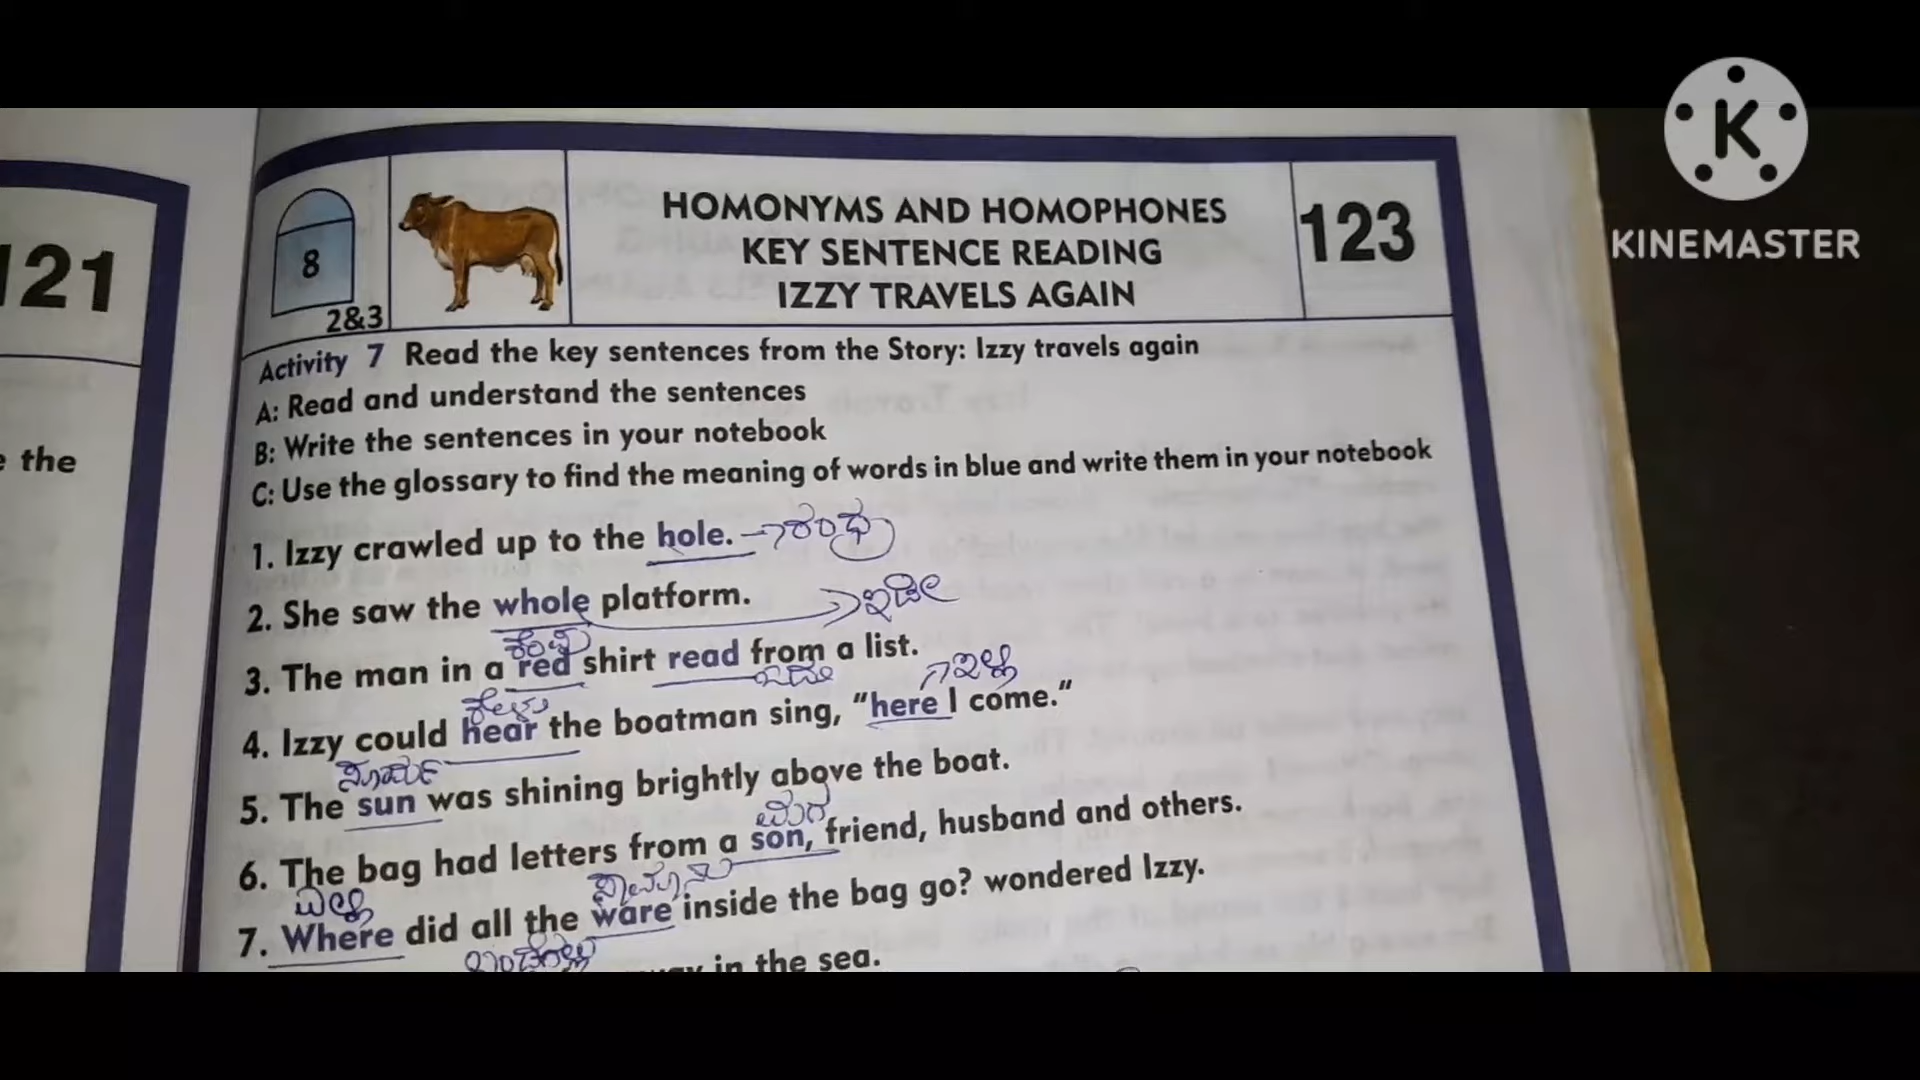 KINEMASTER
121
e the
8
2&3
HOMONYMS AND HOMOPHONES
KEY SENTENCE READING
IZZY TRAVELS AGAIN
123
Activity 7 Read the key sentences from the Story: Izzy travels again
A: Read and understand the sentences
B: Write the sentences in your notebook
C: Use the glossary to find the meaning of words in blue and write them in your notebook
1. Izzy crawled up to the hole. → ರಂಧ್ರ
2. She saw the whole platform. → ಇಡೀ
ಕೆಂಪು
3. The man in a red shirt read from a list.
ಇಲ್ಲಿ
4. Izzy could hear the boatman sing, “here I come.”
ಸೂರ್ಯ
5. The sun was shining brightly above the boat.
ಮಗ
6. The bag had letters from a son, friend, husband and others.
ಎಲ್ಲಿ
7. Where did all the ware inside the bag go? wondered Izzy.
in the sea.